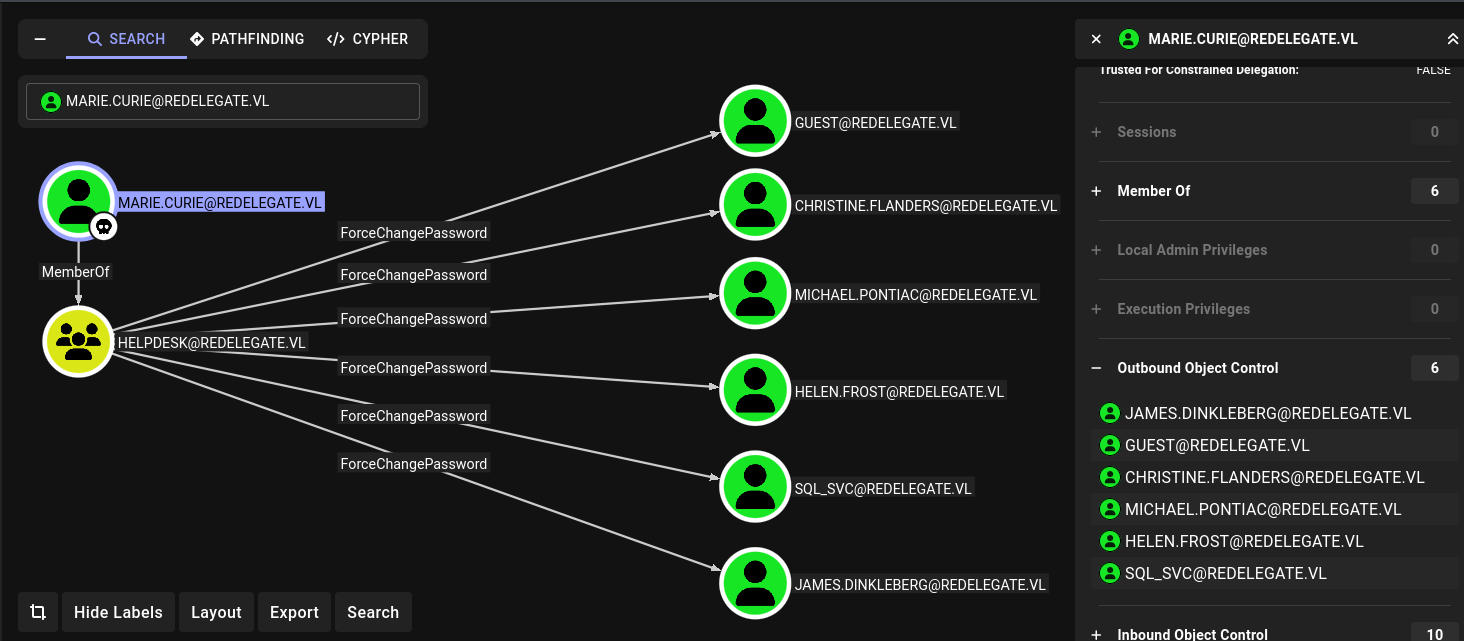 SEARCH
PATHFINDING
CYPHER
MARIE.CURIE@REDELEGATE.VL
MARIE.CURIE@REDELEGATE.VL
MemberOf
HELPDESK@REDELEGATE.VL
ForceChangePassword
ForceChangePassword
ForceChangePassword
ForceChangePassword
ForceChangePassword
ForceChangePassword
GUEST@REDELEGATE.VL
CHRISTINE.FLANDERS@REDELEGATE.VL
MICHAEL.PONTIAC@REDELEGATE.VL
HELEN.FROST@REDELEGATE.VL
SQL_SVC@REDELEGATE.VL
JAMES.DINKLEBERG@REDELEGATE.VL
Hide Labels
Layout
Export
Search
MARIE.CURIE@REDELEGATE.VL
Trusted For Constrained Delegation: FALSE
Sessions 0
Member Of 6
Local Admin Privileges 0
Execution Privileges 0
Outbound Object Control 6
JAMES.DINKLEBERG@REDELEGATE.VL
GUEST@REDELEGATE.VL
CHRISTINE.FLANDERS@REDELEGATE.VL
MICHAEL.PONTIAC@REDELEGATE.VL
HELEN.FROST@REDELEGATE.VL
SQL_SVC@REDELEGATE.VL
Inbound Object Control 10